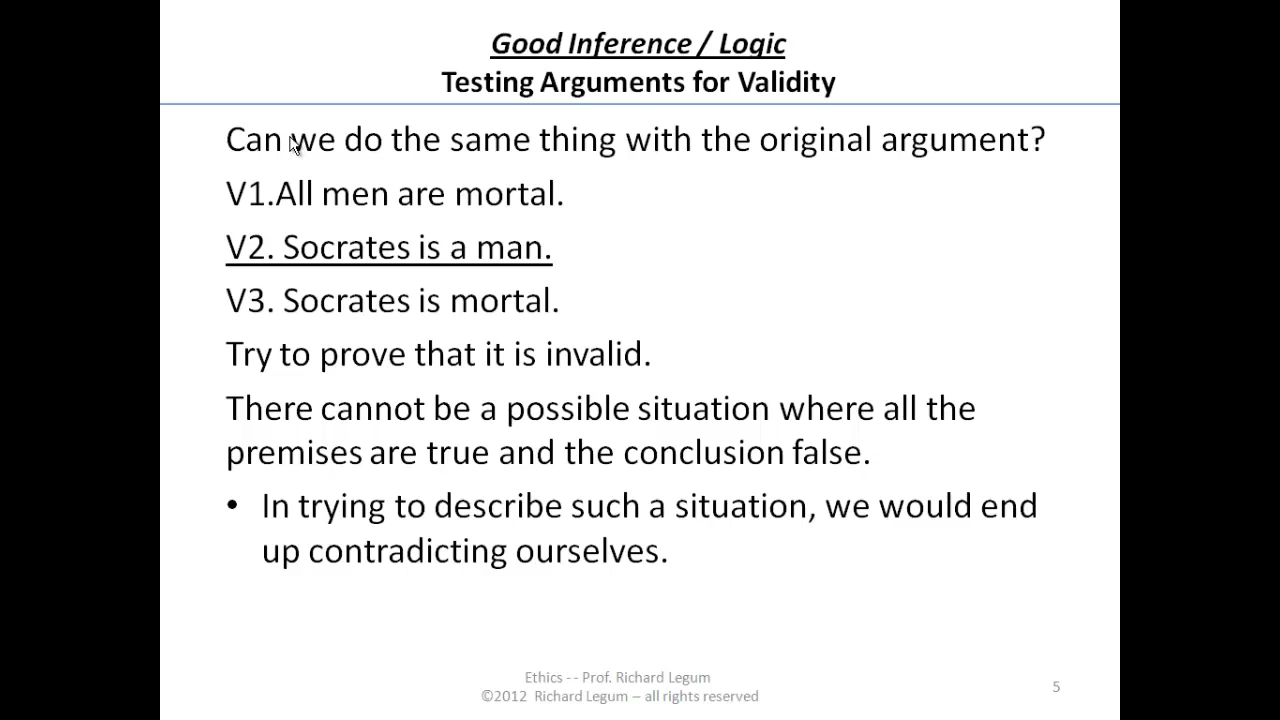 Good Inference / Logic
Testing Arguments for Validity
Can we do the same thing with the original argument?
V1.All men are mortal.
V2. Socrates is a man.
V3. Socrates is mortal.
Try to prove that it is invalid.
There cannot be a possible situation where all the
premises are true and the conclusion false.
• In trying to describe such a situation, we would end
up contradicting ourselves.
Ethics - - Prof. Richard Legum
©2012 Richard Legum – all rights reserved
5